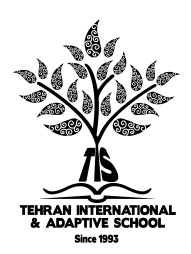 TIS
TEHRAN INTERNATIONAL
& ADAPTIVE SCHOOL
Since 1993